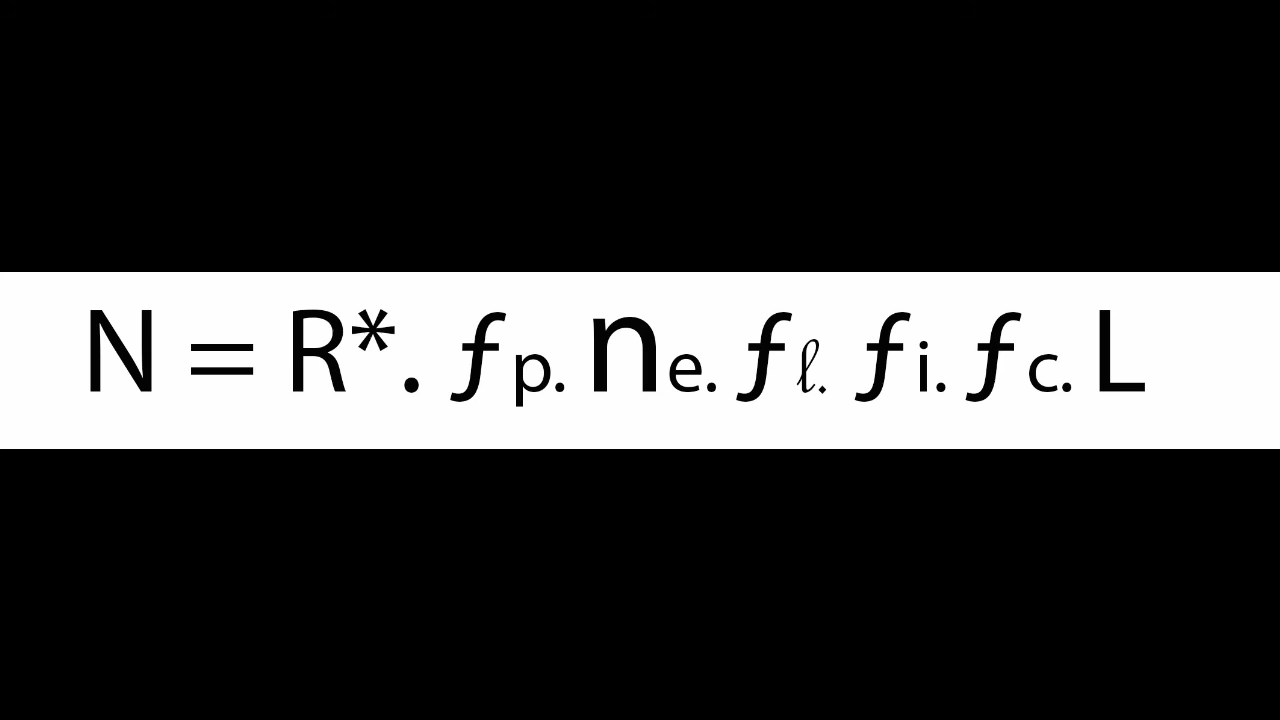 N = R*. ƒp. ne. ƒℓ. ƒi. ƒc. L